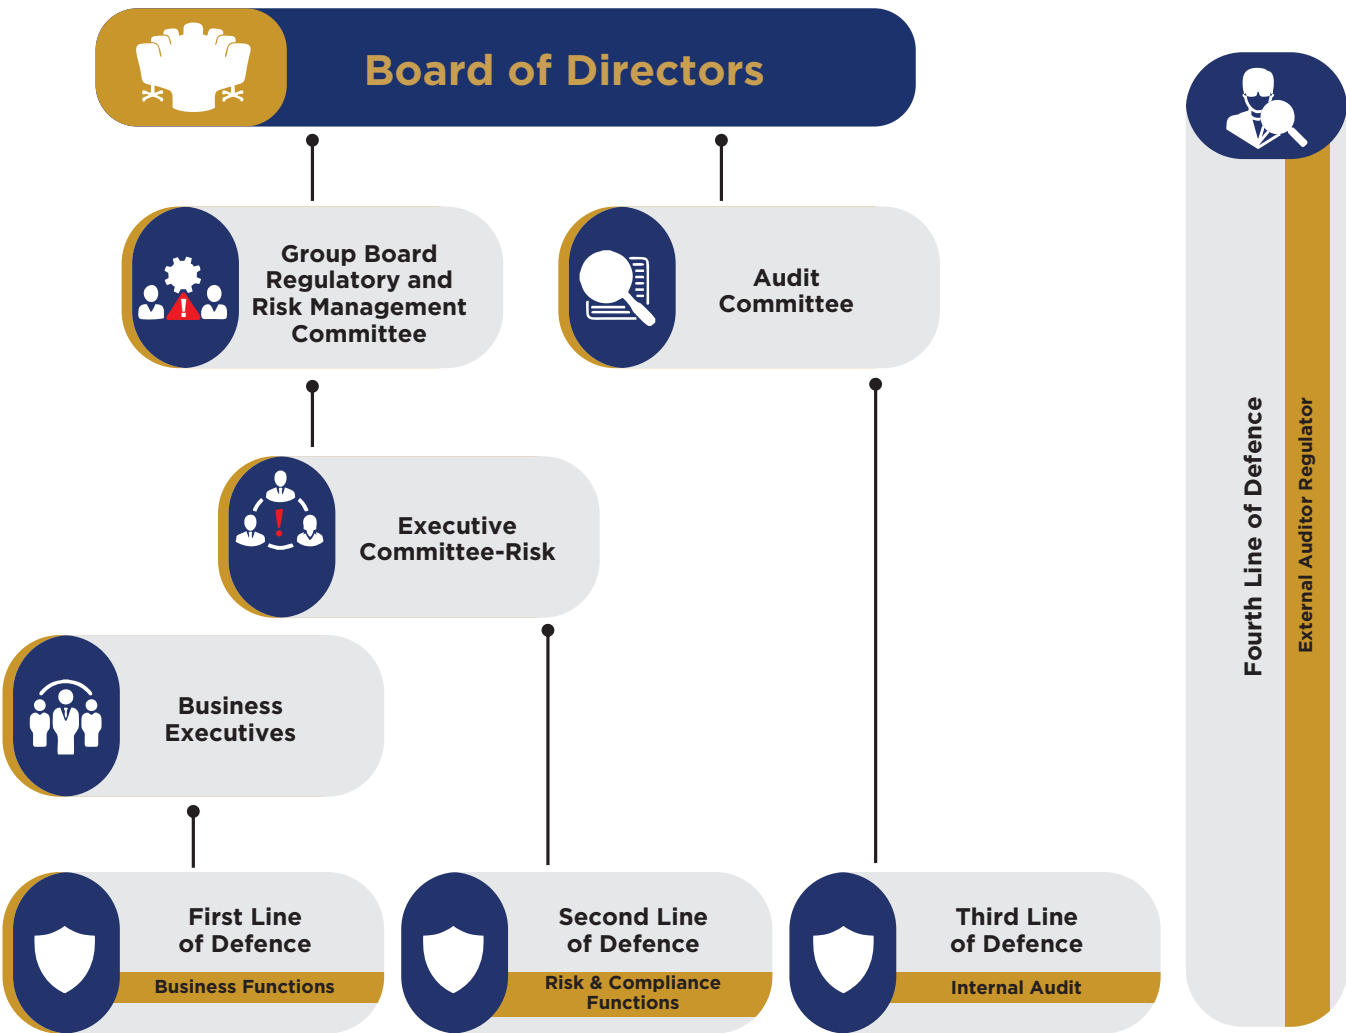 Board of Directors
Group Board
Regulatory and
Risk Management
Committee
Audit
Committee
Executive
Committee-Risk
Business
Executives
First Line
of Defence
Business Functions
Second Line
of Defence
Risk & Compliance
Functions
Third Line
of Defence
Internal Audit
Fourth Line of Defence
External Auditor Regulator